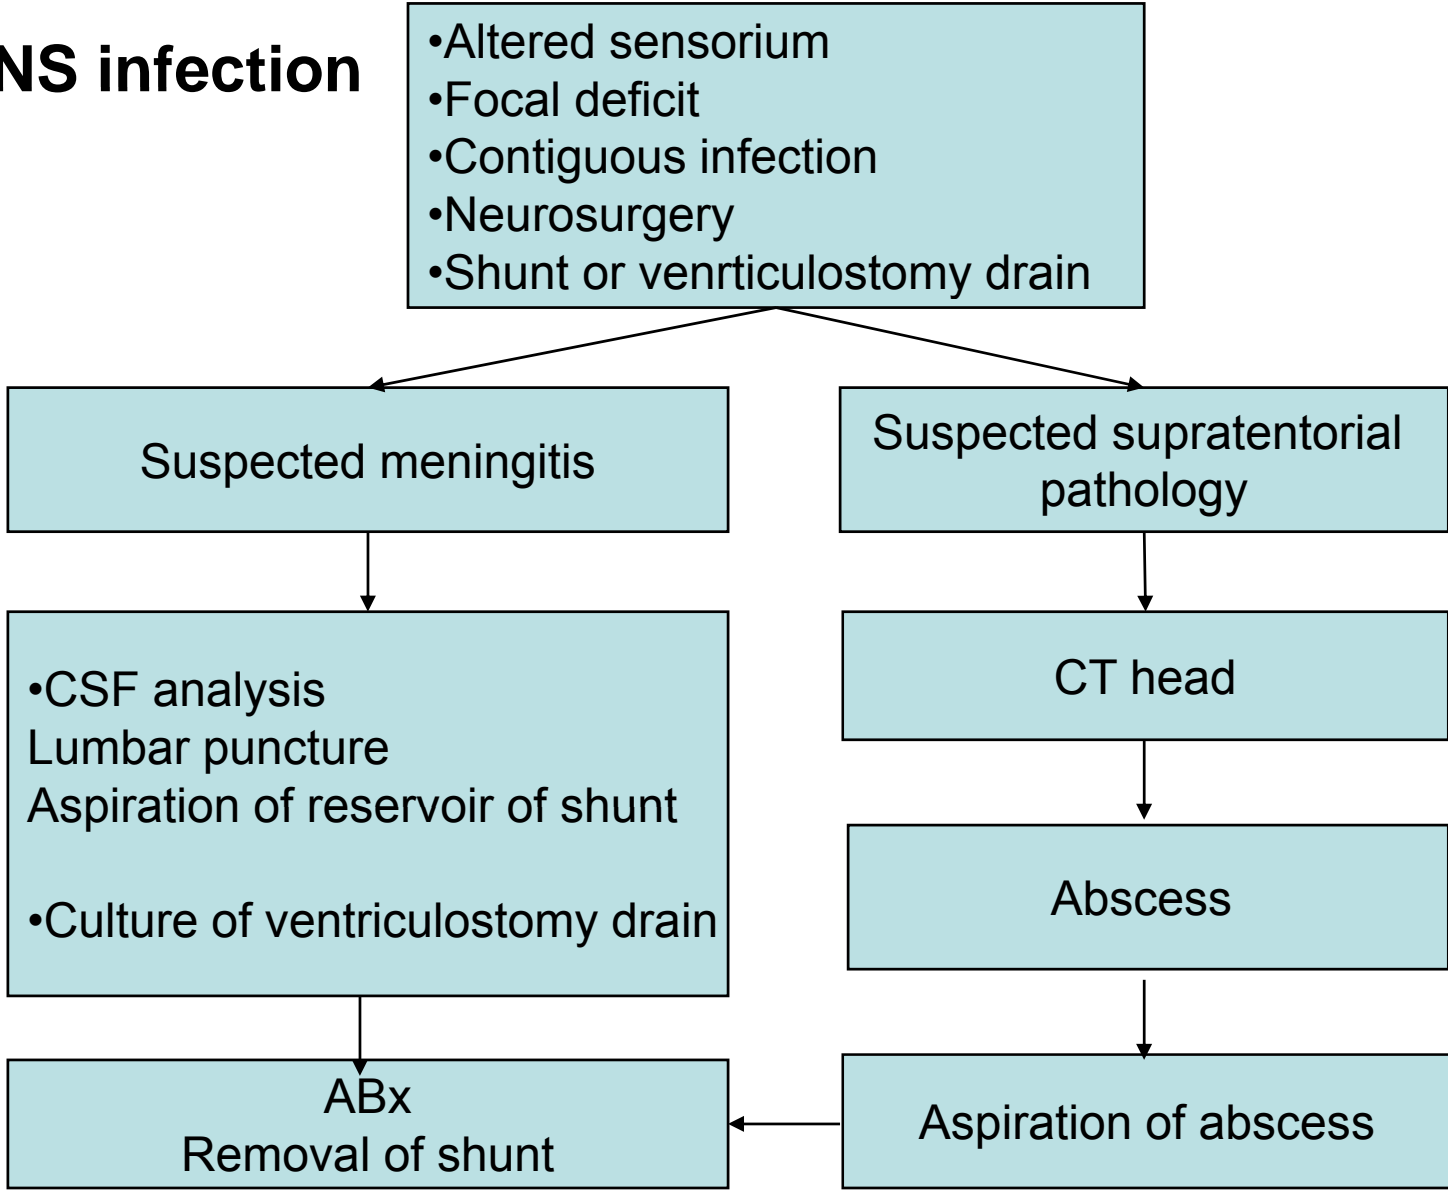 NS infection
•Altered sensorium
•Focal deficit
•Contiguous infection
•Neurosurgery
•Shunt or venrticulostomy drain
Suspected meningitis
Suspected supratentorial
pathology
•CSF analysis
Lumbar puncture
Aspiration of reservoir of shunt
•Culture of ventriculostomy drain
CT head
Abscess
ABx
Removal of shunt
Aspiration of abscess